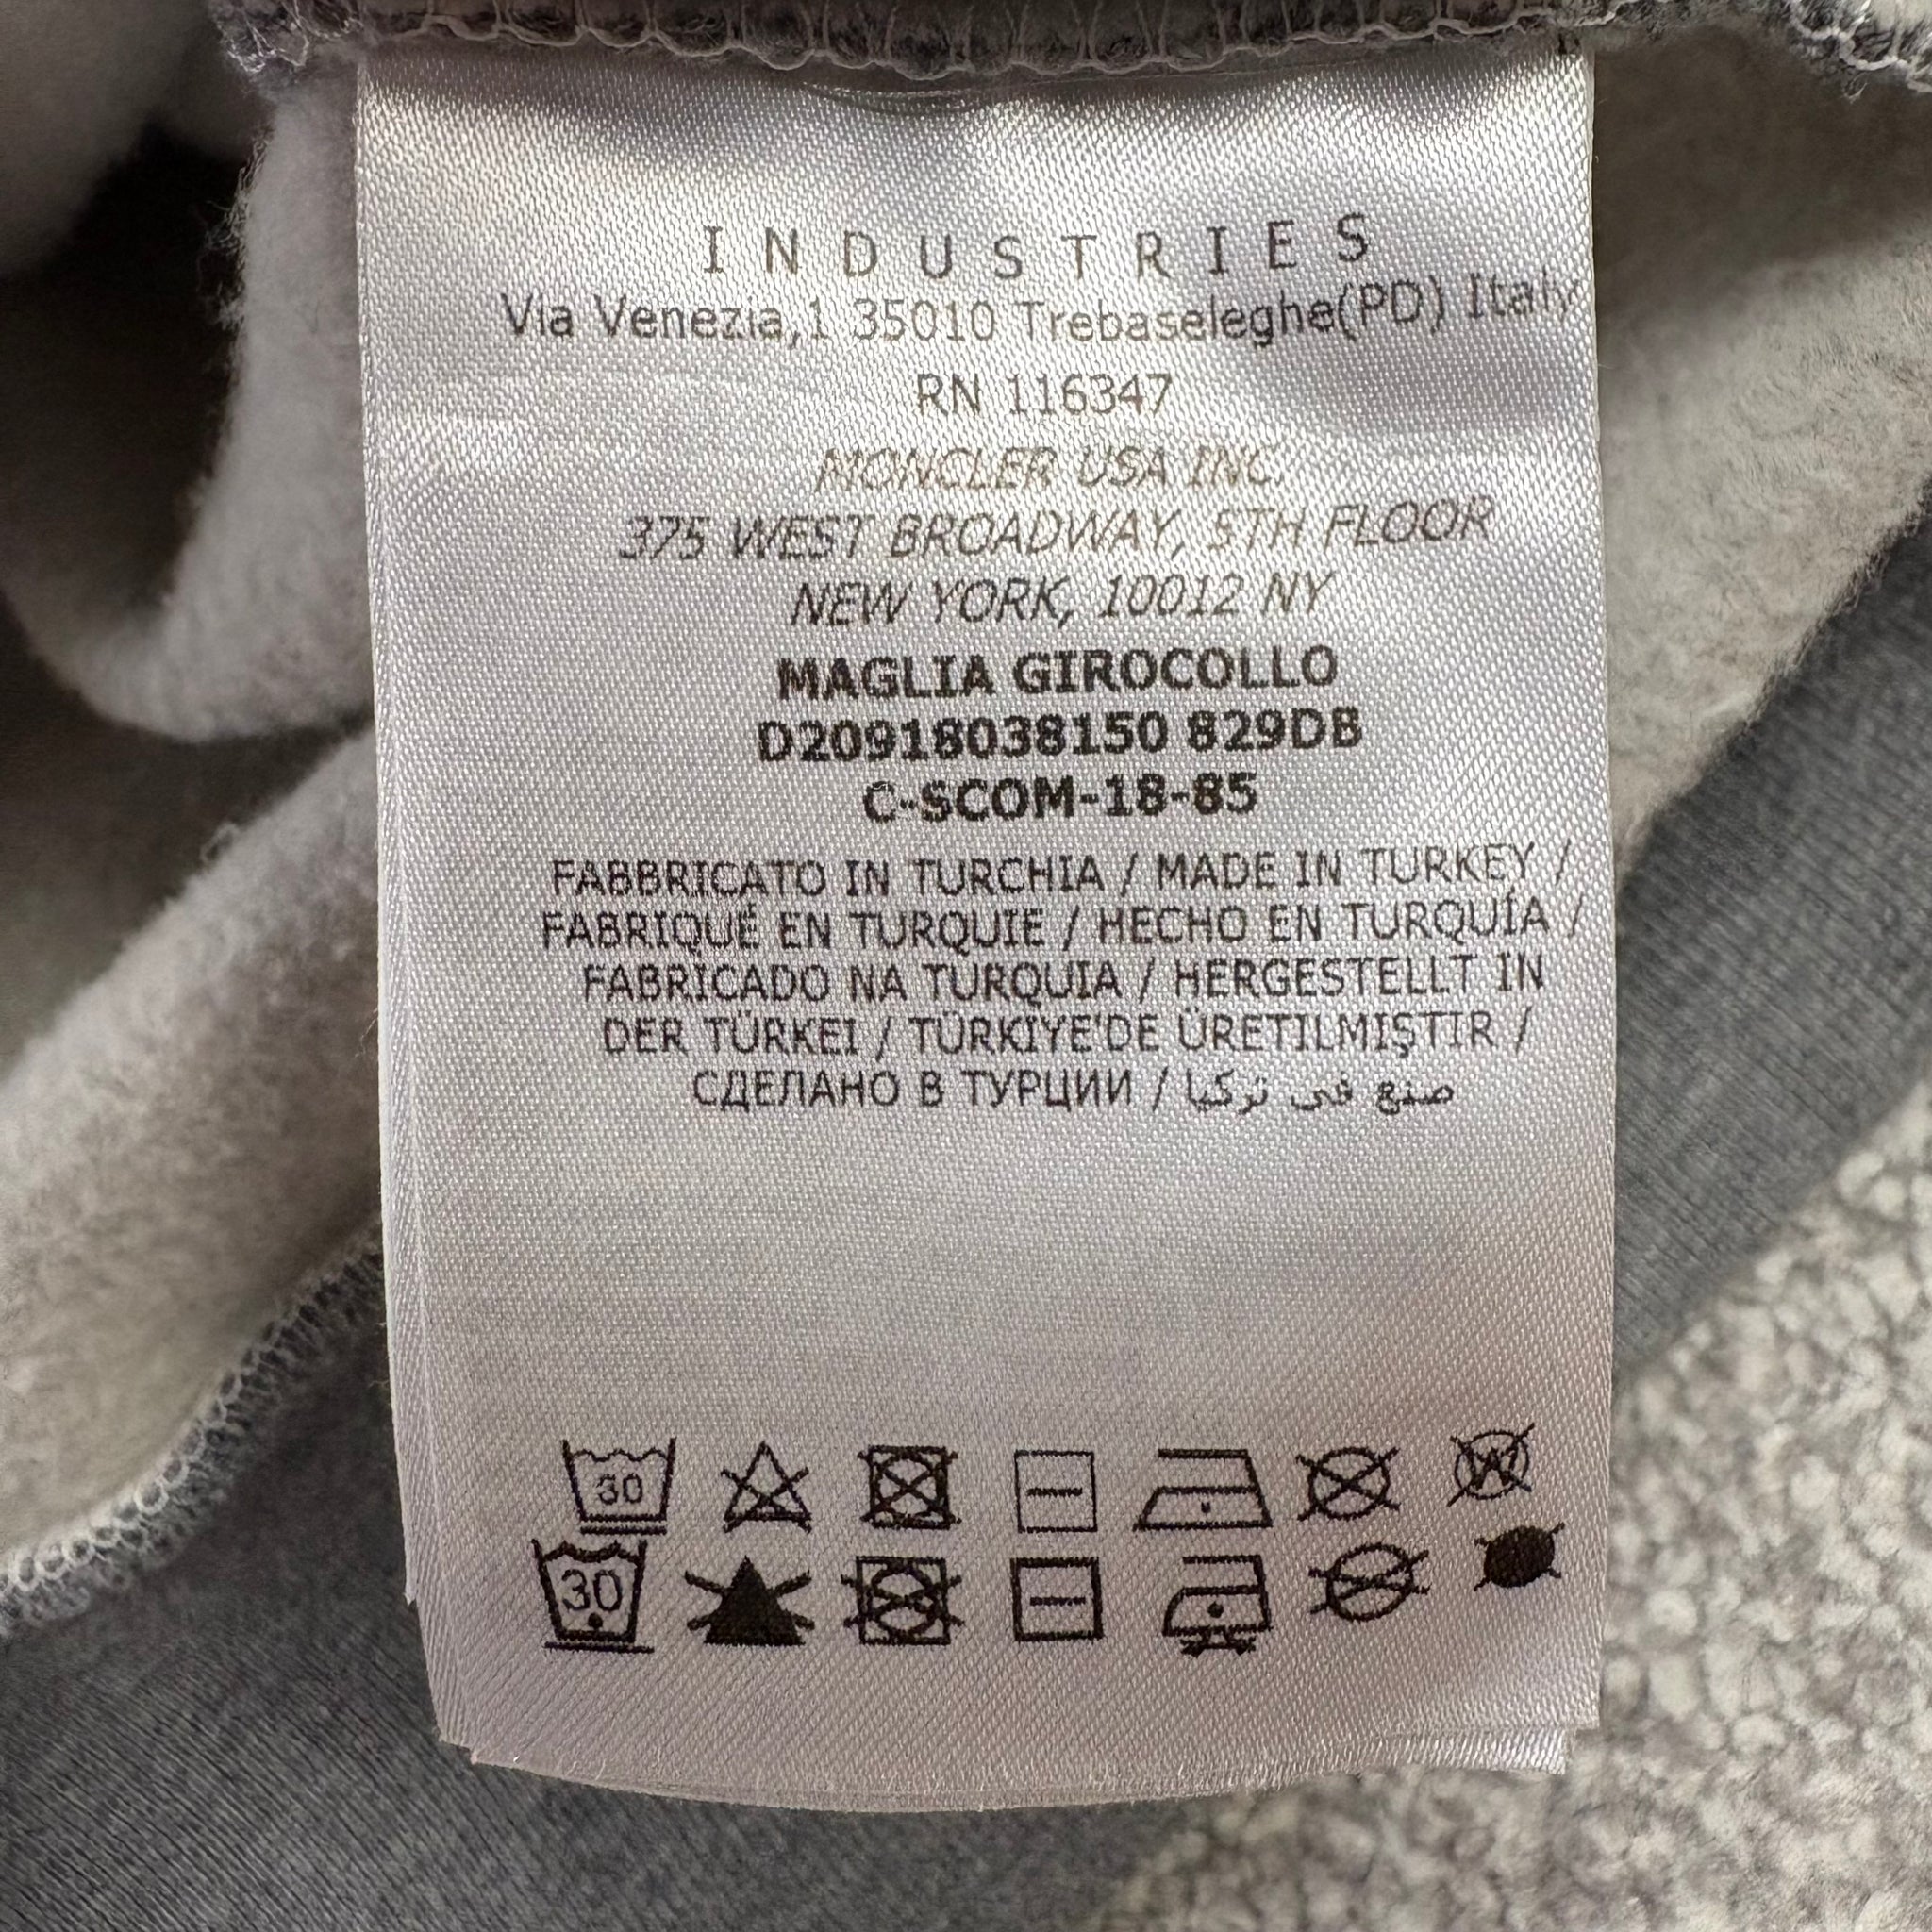 INDUSTRIES
Via Venezia,1 35010 Trebaseleghe(PD) Italy
RN 116347
MONCLER USA INC.
375 WEST BROADWAY, 5TH FLOOR
NEW YORK, 10012 NY
MAGLIA GIROCOLLO
D20918038150 829DB
C-SCOM-18-85
FABBRICATO IN TURCHIA / MADE IN TURKEY /
FABRIQUÉ EN TURQUIE / HECHO EN TURQUÍA /
FABRICADO NA TURQUIA / HERGESTELLT IN
DER TÜRKEI / TÜRKIYE'DE ÜRETILMIŞTIR /
СДЕЛАНО В ТУРЦИИ / صنع في تركيا
30 W
30